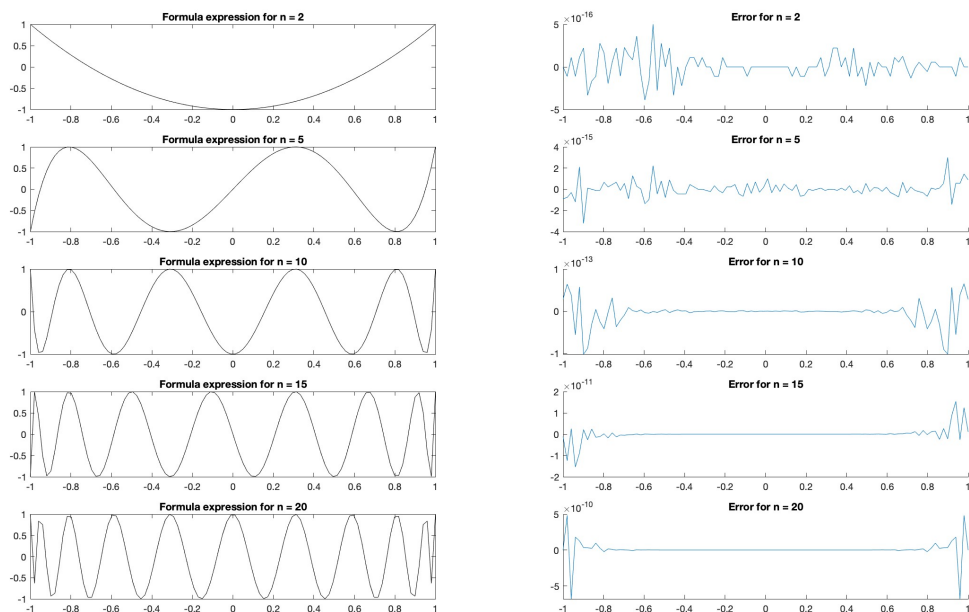 Formula expression for n = 2
1
0.5
0
-0.5
-1
-1 -0.8 -0.6 -0.4 -0.2 0 0.2 0.4 0.6 0.8 1
Error for n = 2
×10⁻¹⁶
5
0
-5
-1 -0.8 -0.6 -0.4 -0.2 0 0.2 0.4 0.6 0.8 1
Formula expression for n = 5
1
0.5
0
-0.5
-1
-1 -0.8 -0.6 -0.4 -0.2 0 0.2 0.4 0.6 0.8 1
Error for n = 5
×10⁻¹⁵
4
2
0
-2
-4
-1 -0.8 -0.6 -0.4 -0.2 0 0.2 0.4 0.6 0.8 1
Formula expression for n = 10
1
0
-1
-1 -0.8 -0.6 -0.4 -0.2 0 0.2 0.4 0.6 0.8 1
Error for n = 10
×10⁻¹³
1
0
-1
-1 -0.8 -0.6 -0.4 -0.2 0 0.2 0.4 0.6 0.8 1
Formula expression for n = 15
1
0.5
0
-0.5
-1
-1 -0.8 -0.6 -0.4 -0.2 0 0.2 0.4 0.6 0.8 1
Error for n = 15
×10⁻¹¹
2
1
0
-1
-2
-1 -0.8 -0.6 -0.4 -0.2 0 0.2 0.4 0.6 0.8 1
Formula expression for n = 20
1
0.5
0
-0.5
-1
-1 -0.8 -0.6 -0.4 -0.2 0 0.2 0.4 0.6 0.8 1
Error for n = 20
×10⁻¹⁰
5
0
-5
-1 -0.8 -0.6 -0.4 -0.2 0 0.2 0.4 0.6 0.8 1